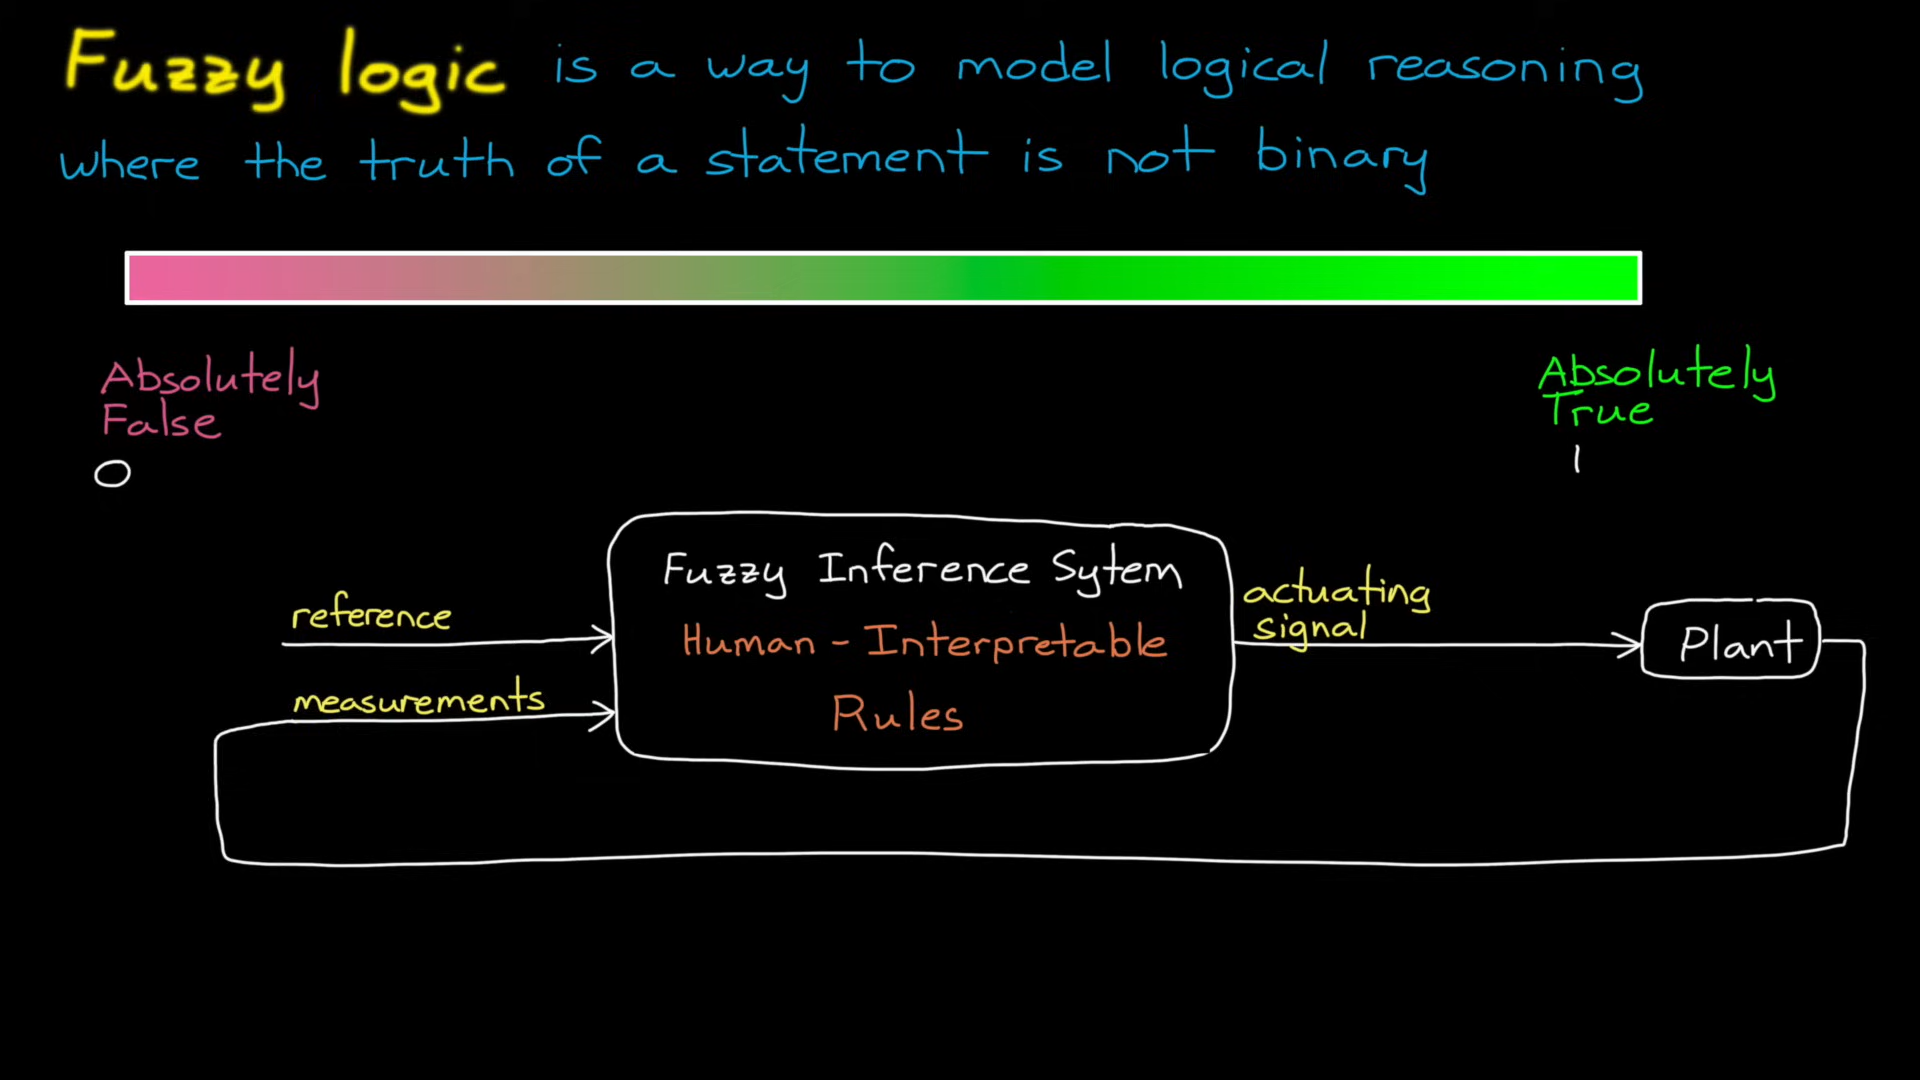 Fuzzy logic is a way to model logical reasoning
where the truth of a statement is not binary
Absolutely
False
0
Absolutely
True
1
reference
measurements
Fuzzy Inference Sytem
Human - Interpretable
Rules
actuating
signal
Plant